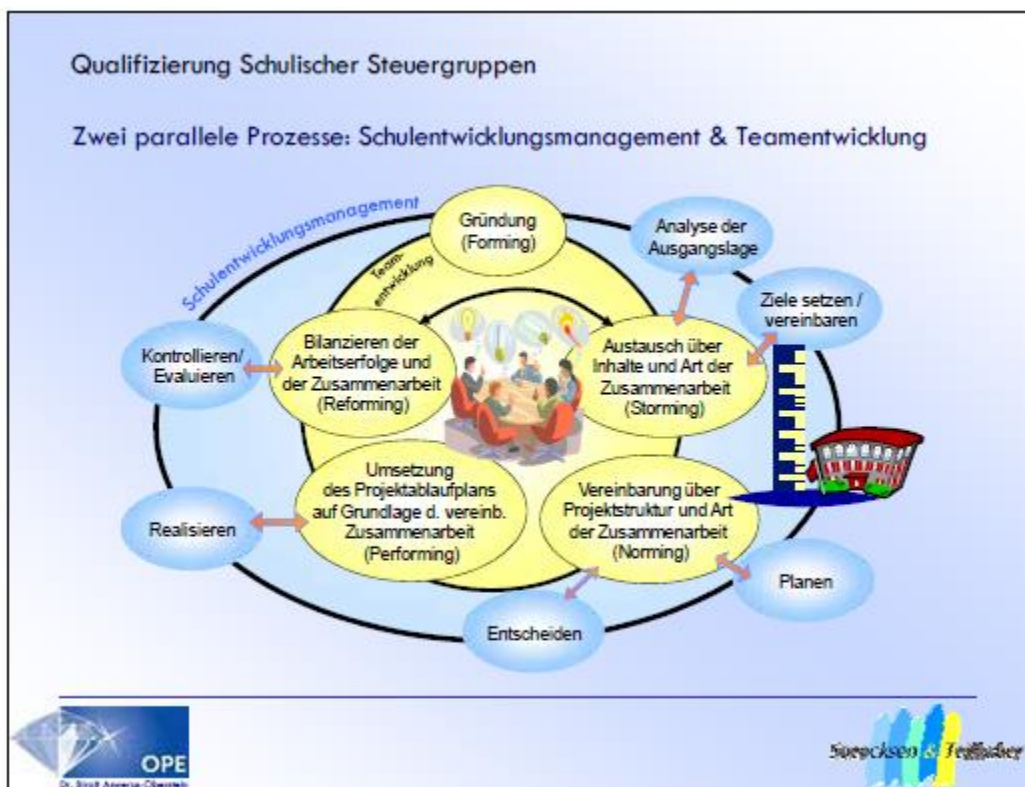 Qualifizierung Schulischer Steuergruppen
Zwei parallele Prozesse: Schulentwicklungsmanagement & Teamentwicklung
Schulentwicklungsmanagement
Team-
entwicklung
Gründung
(Forming)
Analyse der
Ausgangslage
Ziele setzen /
vereinbaren
Kontrollieren/
Evaluieren
Bilanzieren der
Arbeitserfolge und
der Zusammenarbeit
(Reforming)
Austausch über
Inhalte und Art der
Zusammenarbeit
(Storming)
Umsetzung
des Projektablaufplans
auf Grundlage d. vereinb.
Zusammenarbeit
(Performing)
Vereinbarung über
Projektstruktur und Art
der Zusammenarbeit
(Norming)
Realisieren
Planen
Entscheiden
OPE
Dr.